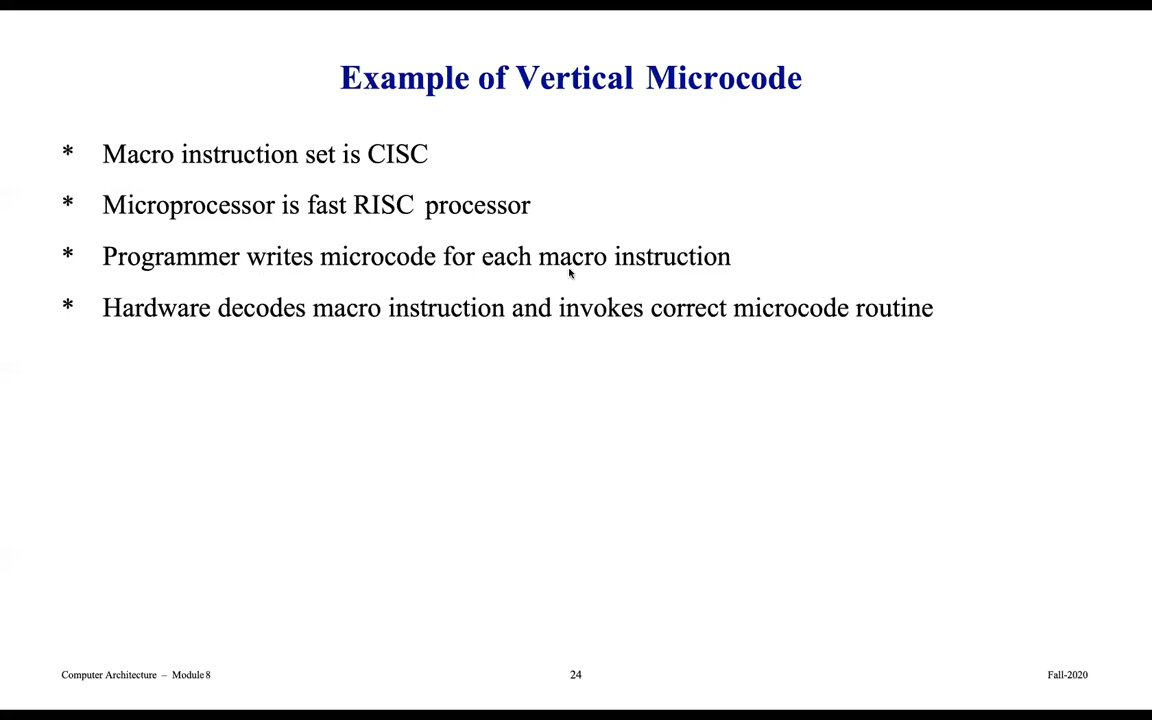 Example of Vertical Microcode
* Macro instruction set is CISC
* Microprocessor is fast RISC processor
* Programmer writes microcode for each macro instruction
* Hardware decodes macro instruction and invokes correct microcode routine
Computer Architecture – Module 8 24 Fall-2020